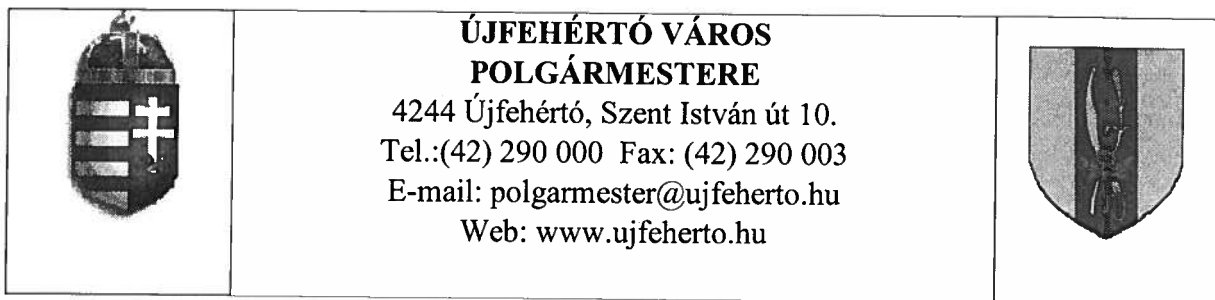 ÚJFEHÉRTÓ VÁROS
POLGÁRMESTERE
4244 Újfehértó, Szent István út 10.
Tel.:(42) 290 000 Fax: (42) 290 003
E-mail: polgarmester@ujfeherto.hu
Web: www.ujfeherto.hu